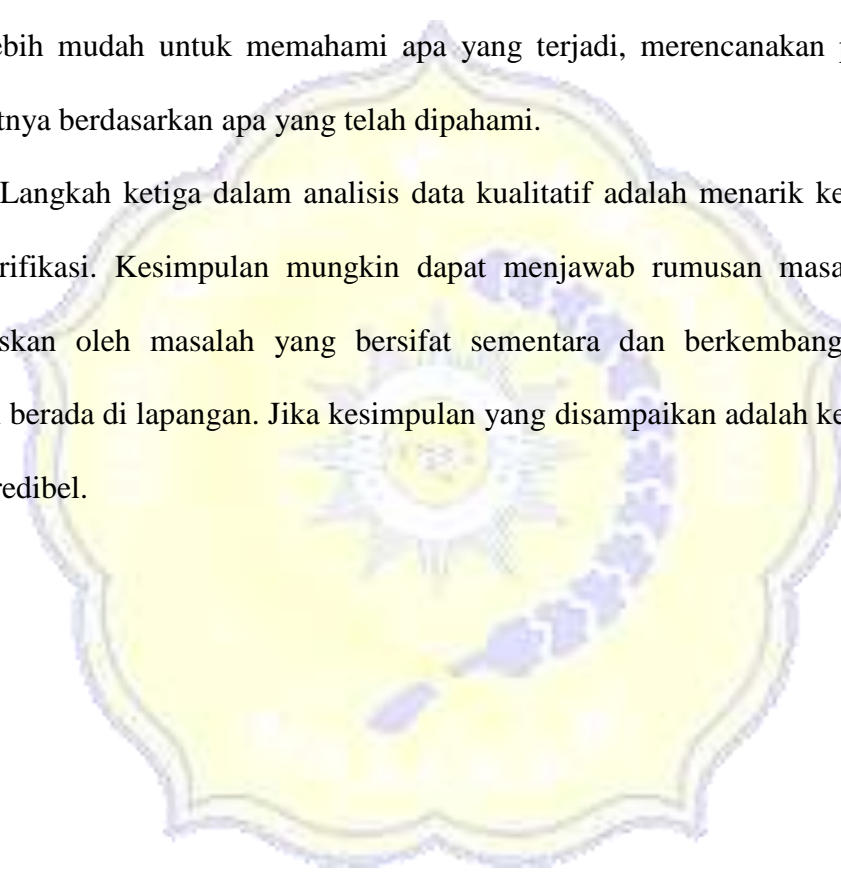 ebih mudah untuk memahami apa yang terjadi, merencanakan
tnya berdasarkan apa yang telah dipahami.
Langkah ketiga dalam analisis data kualitatif adalah menarik ke
rifikasi. Kesimpulan mungkin dapat menjawab rumusan masa
skan oleh masalah yang bersifat sementara dan berkembang
berada di lapangan. Jika kesimpulan yang disampaikan adalah ke
redibel.